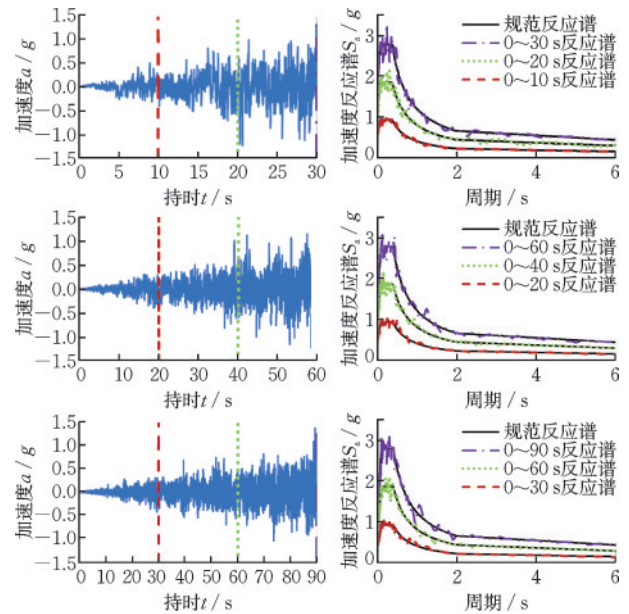 1.5
1.0
0.5
0.0
—0.5
—1.0
—1.5
加速度a / g
0 5 10 15 20 25 30
持时t / s
3
2
1
0
加速度反应谱Sa / g
规范反应谱
0～30 s反应谱
0～20 s反应谱
0～10 s反应谱
0 2 4 6
周期 / s
1.5
1.0
0.5
0.0
—0.5
—1.0
—1.5
加速度a / g
0 10 20 30 40 50 60
持时t / s
3
2
1
0
加速度反应谱Sa / g
规范反应谱
0～60 s反应谱
0～40 s反应谱
0～20 s反应谱
0 2 4 6
周期 / s
1.5
1.0
0.5
0.0
—0.5
—1.0
—1.5
加速度a / g
0 10 20 30 40 50 60 70 80 90
持时t / s
3
2
1
0
加速度反应谱Sa / g
规范反应谱
0～90 s反应谱
0～60 s反应谱
0～30 s反应谱
0 2 4 6
周期 / s